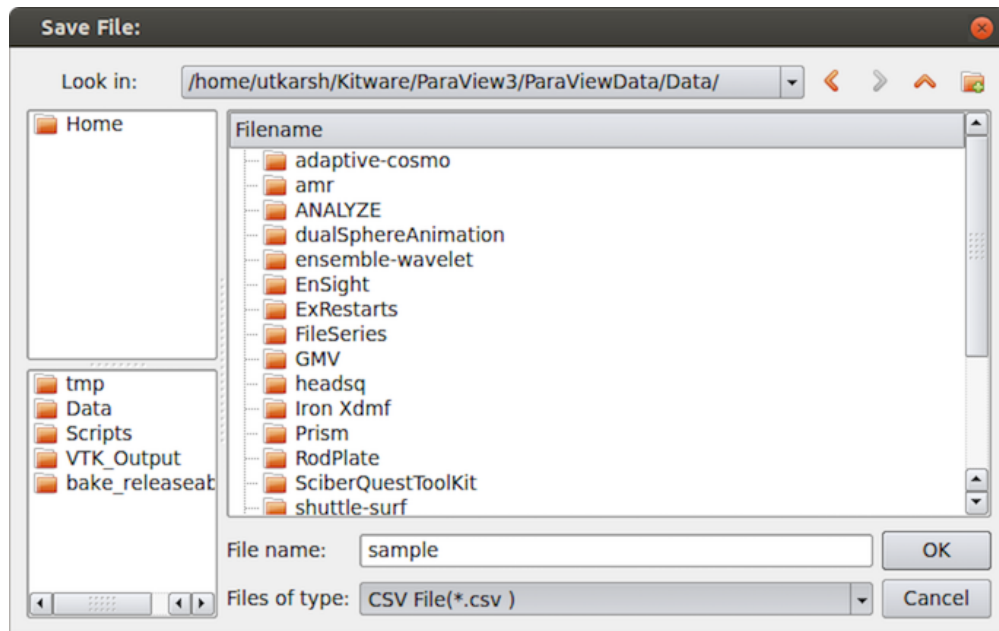 Save File:
Look in: /home/utkarsh/Kitware/ParaView3/ParaViewData/Data/
Home
Filename
adaptive-cosmo
amr
ANALYZE
dualSphereAnimation
ensemble-wavelet
EnSight
ExRestarts
FileSeries
GMV
headsq
Iron Xdmf
Prism
RodPlate
SciberQuestToolKit
shuttle-surf
tmp
Data
Scripts
VTK_Output
bake_releaseab
File name: sample OK
Files of type: CSV File(*.csv ) Cancel